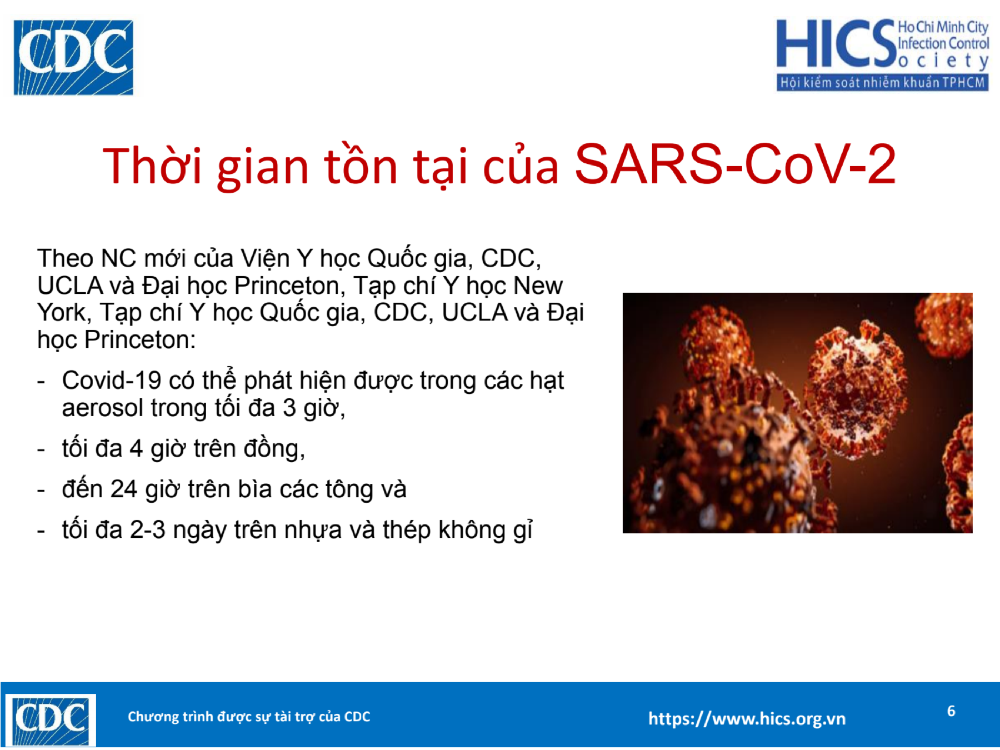 CDC
HICS Ho Chi Minh City
Infection Control
Society
Hội kiểm soát nhiễm khuẩn TPHCM
Thời gian tồn tại của SARS-CoV-2
Theo NC mới của Viện Y học Quốc gia, CDC,
UCLA và Đại học Princeton, Tạp chí Y học New
York, Tạp chí Y học Quốc gia, CDC, UCLA và Đại
học Princeton:
- Covid-19 có thể phát hiện được trong các hạt
aerosol trong tối đa 3 giờ,
- tối đa 4 giờ trên đồng,
- đến 24 giờ trên bìa các tông và
- tối đa 2-3 ngày trên nhựa và thép không gỉ
CDC
Chương trình được sự tài trợ của CDC
https://www.hics.org.vn
6